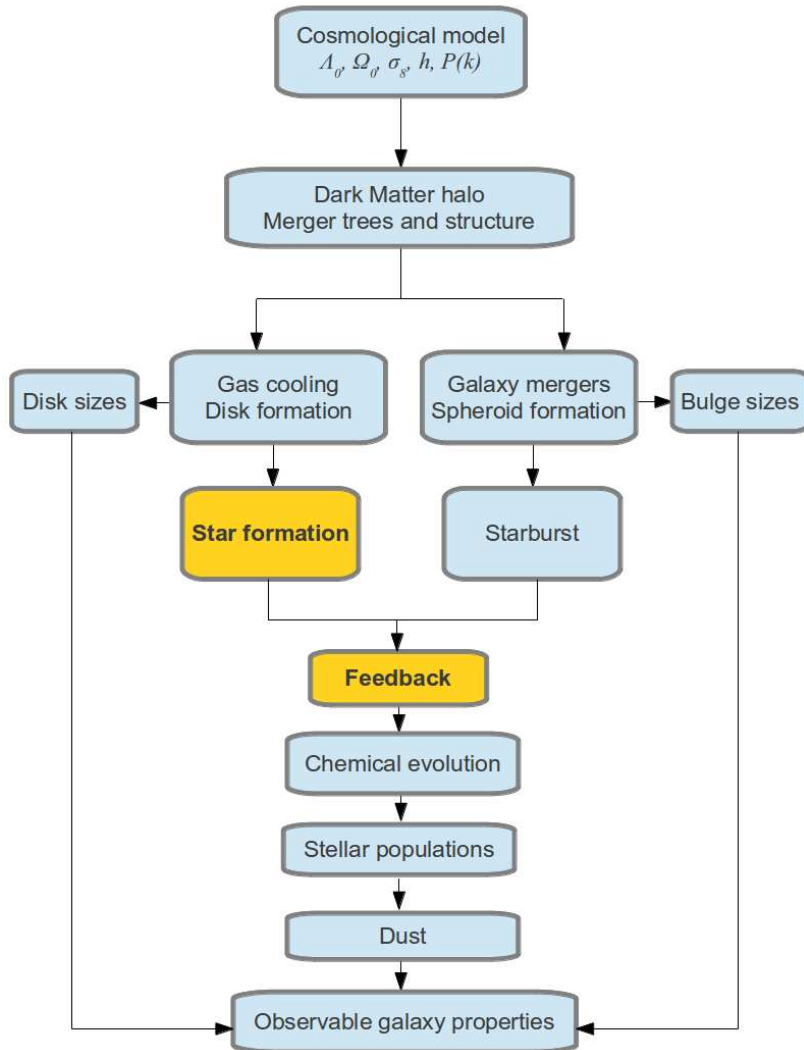 Cosmological model
Λ₀, Ω₀, σ₈, h, P(k)
Dark Matter halo
Merger trees and structure
Disk sizes
Gas cooling
Disk formation
Galaxy mergers
Spheroid formation
Bulge sizes
Star formation
Starburst
Feedback
Chemical evolution
Stellar populations
Dust
Observable galaxy properties